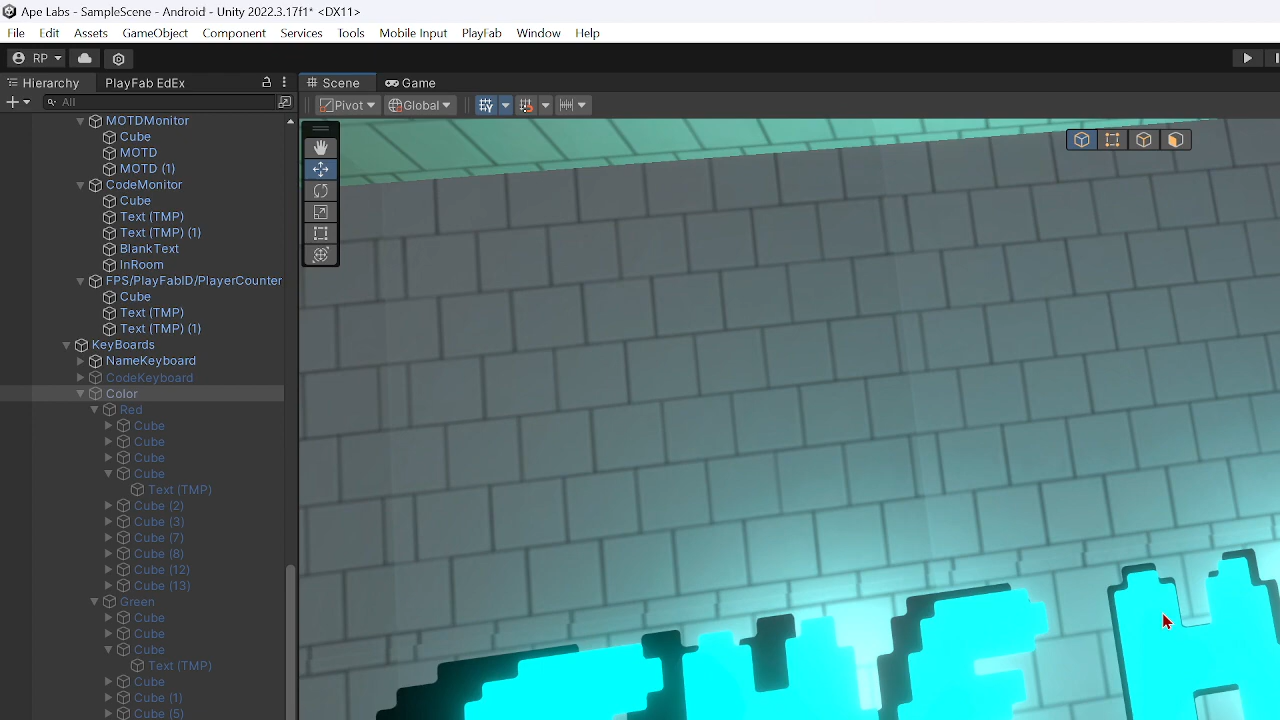 Ape Labs - SampleScene - Android - Unity 2022.3.17f1* <DX11>
File Edit Assets GameObject Component Services Tools Mobile Input PlayFab Window Help
RP
Hierarchy PlayFab EdEx
Scene Game
All
Pivot Global
MOTDMonitor
Cube
MOTD
MOTD (1)
CodeMonitor
Cube
Text (TMP)
Text (TMP) (1)
BlankText
InRoom
FPS/PlayFabID/PlayerCounter
Cube
Text (TMP)
Text (TMP) (1)
KeyBoards
NameKeyboard
CodeKeyboard
Color
Red
Cube
Cube
Cube
Cube
Text (TMP)
Cube (2)
Cube (3)
Cube (7)
Cube (8)
Cube (12)
Cube (13)
Green
Cube
Cube
Cube
Text (TMP)
Cube
Cube (1)
Cube (5)